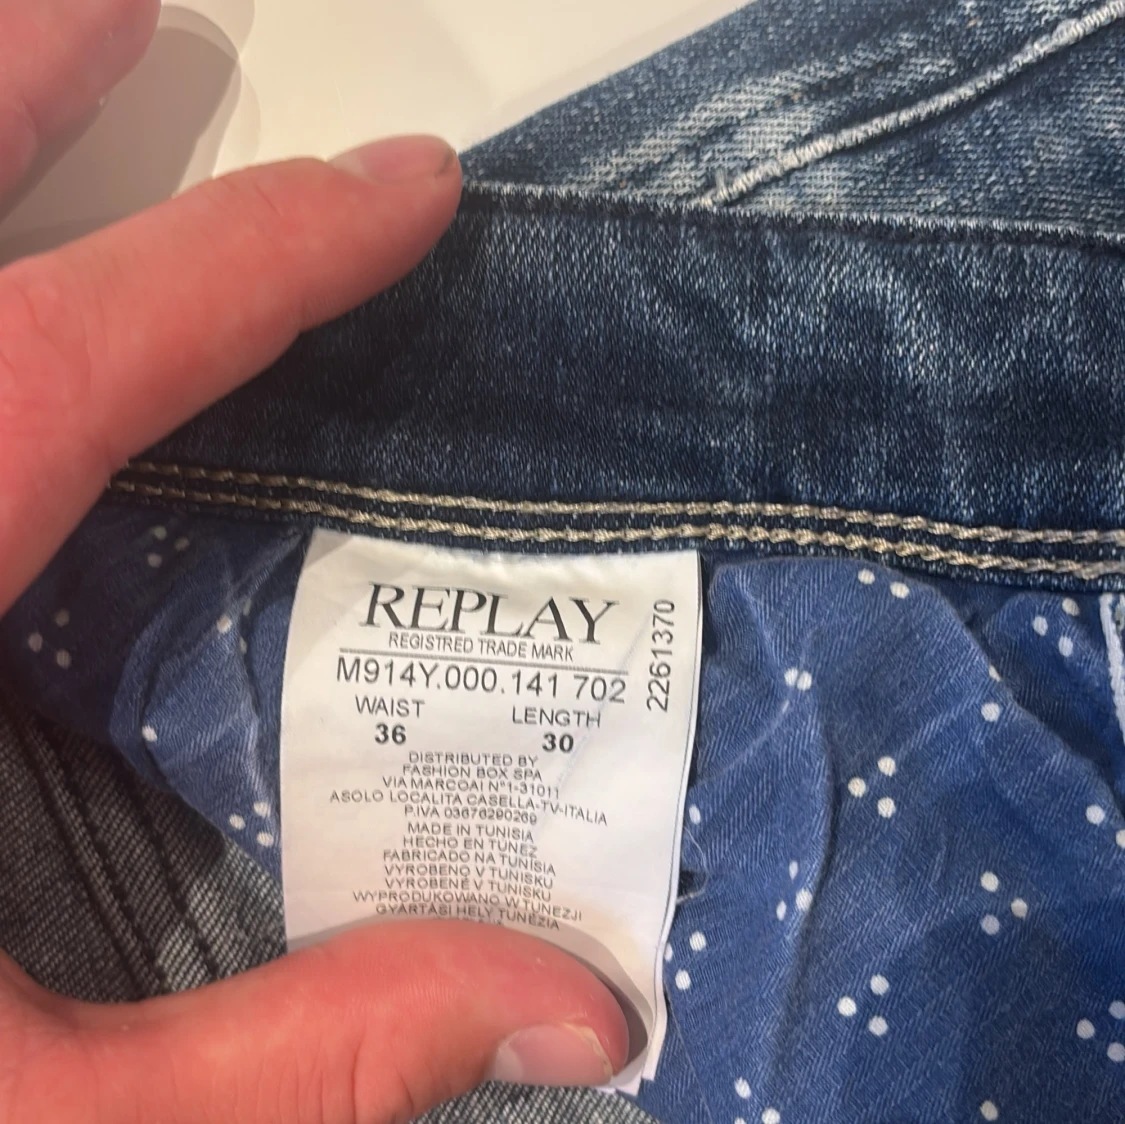 REPLAY
REGISTRED TRADE MARK
M914Y.000.141 702
2261370
WAIST LENGTH
36 30
DISTRIBUTED BY
FASHION BOX SPA
VIA MARCOAI N°1-31011
ASOLO LOCALITA CASELLA-TV-ITALIA
P.IVA 03676290269
MADE IN TUNISIA
HECHO EN TÚNEZ
FABRICADO NA TUNÍSIA
VYROBENO V TUNISKU
VYROBENÉ V TUNISKU
WYPRODUKOWANO W TUNEZJI
GYÁRTÁSI HELY TUNÉZIA